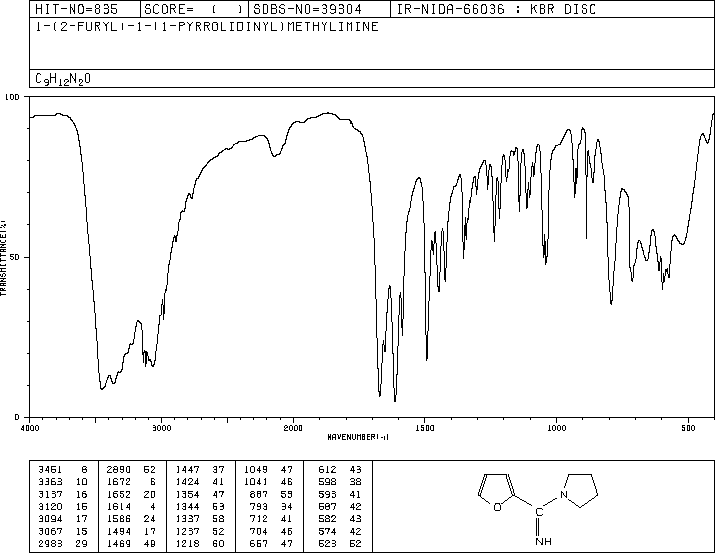 HIT-NO=835 SCORE= ( ) SDBS-NO=39304 IR-NIDA-66036 : KBR DISC
1-(2-FURYL)-1-(1-PYRROLIDINYL)METHYLIMINE
C9H12N2O
100
50
0
TRANSMITTANCE(%)
4000 3000 2000 1500 1000 500
WAVENUMBER(-1)
3461 8 2890 52 1447 37 1049 47 612 43
3363 10 1672 6 1424 41 1041 46 598 38
3137 16 1652 20 1354 47 887 53 593 41
3120 16 1614 4 1344 53 793 34 587 42
3094 17 1586 24 1337 58 712 41 582 43
3067 15 1494 17 1237 52 704 46 574 42
2983 29 1469 49 1218 60 657 47 523 52
O
C
N
NH